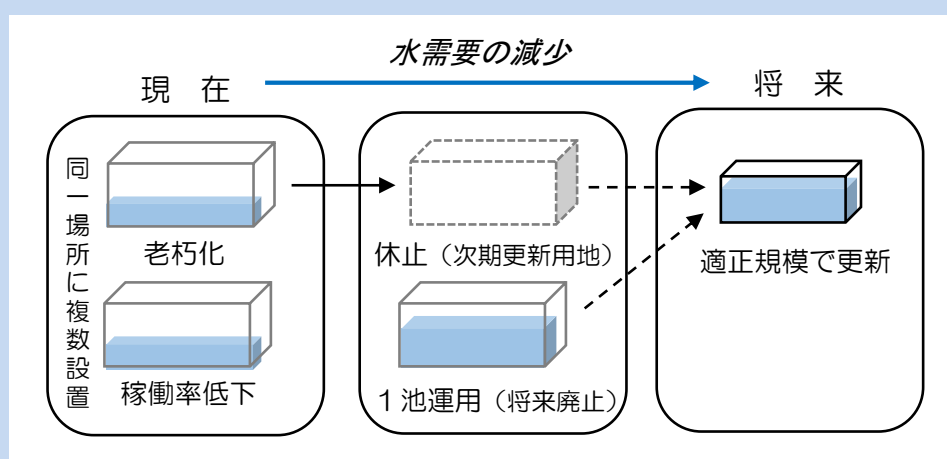 水需要の減少
現 在
将 来
同一場所に複数設置
老朽化
稼働率低下
休止（次期更新用地）
１池運用（将来廃止）
適正規模で更新